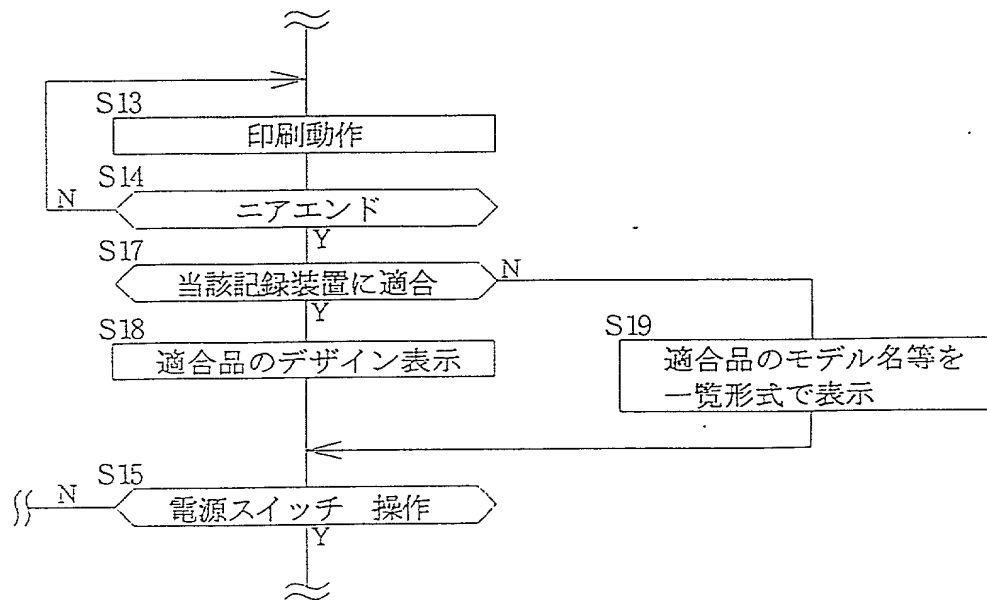 S13
印刷動作
S14
N
ニアエンド
Y
S17
当該記録装置に適合
N
Y
S18
適合品のデザイン表示
S19
適合品のモデル名等を
一覧形式で表示
S15
N
電源スイッチ 操作
Y